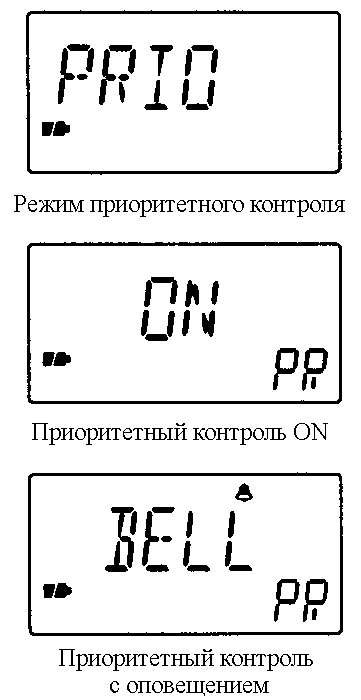 PRIO
Режим приоритетного контроля
ON
PR
Приоритетный контроль ON
BELL
PR
Приоритетный контроль
с оповещением